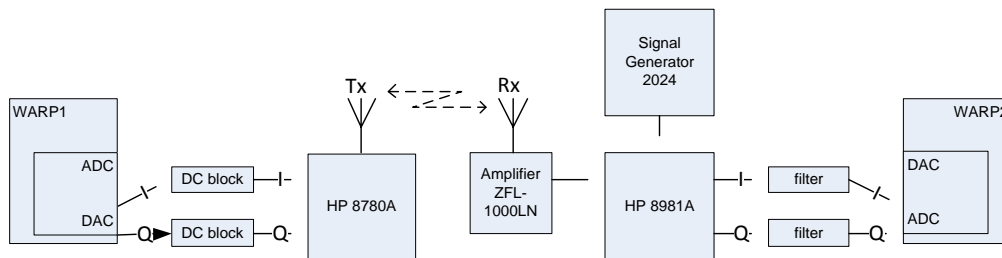 WARP1
ADC
DAC
I
Q
DC block
DC block
I
Q
Tx
HP 8780A
Rx
Amplifier
ZFL-
1000LN
Signal
Generator
2024
HP 8981A
I
Q
filter
filter
I
Q
WARP2
DAC
ADC